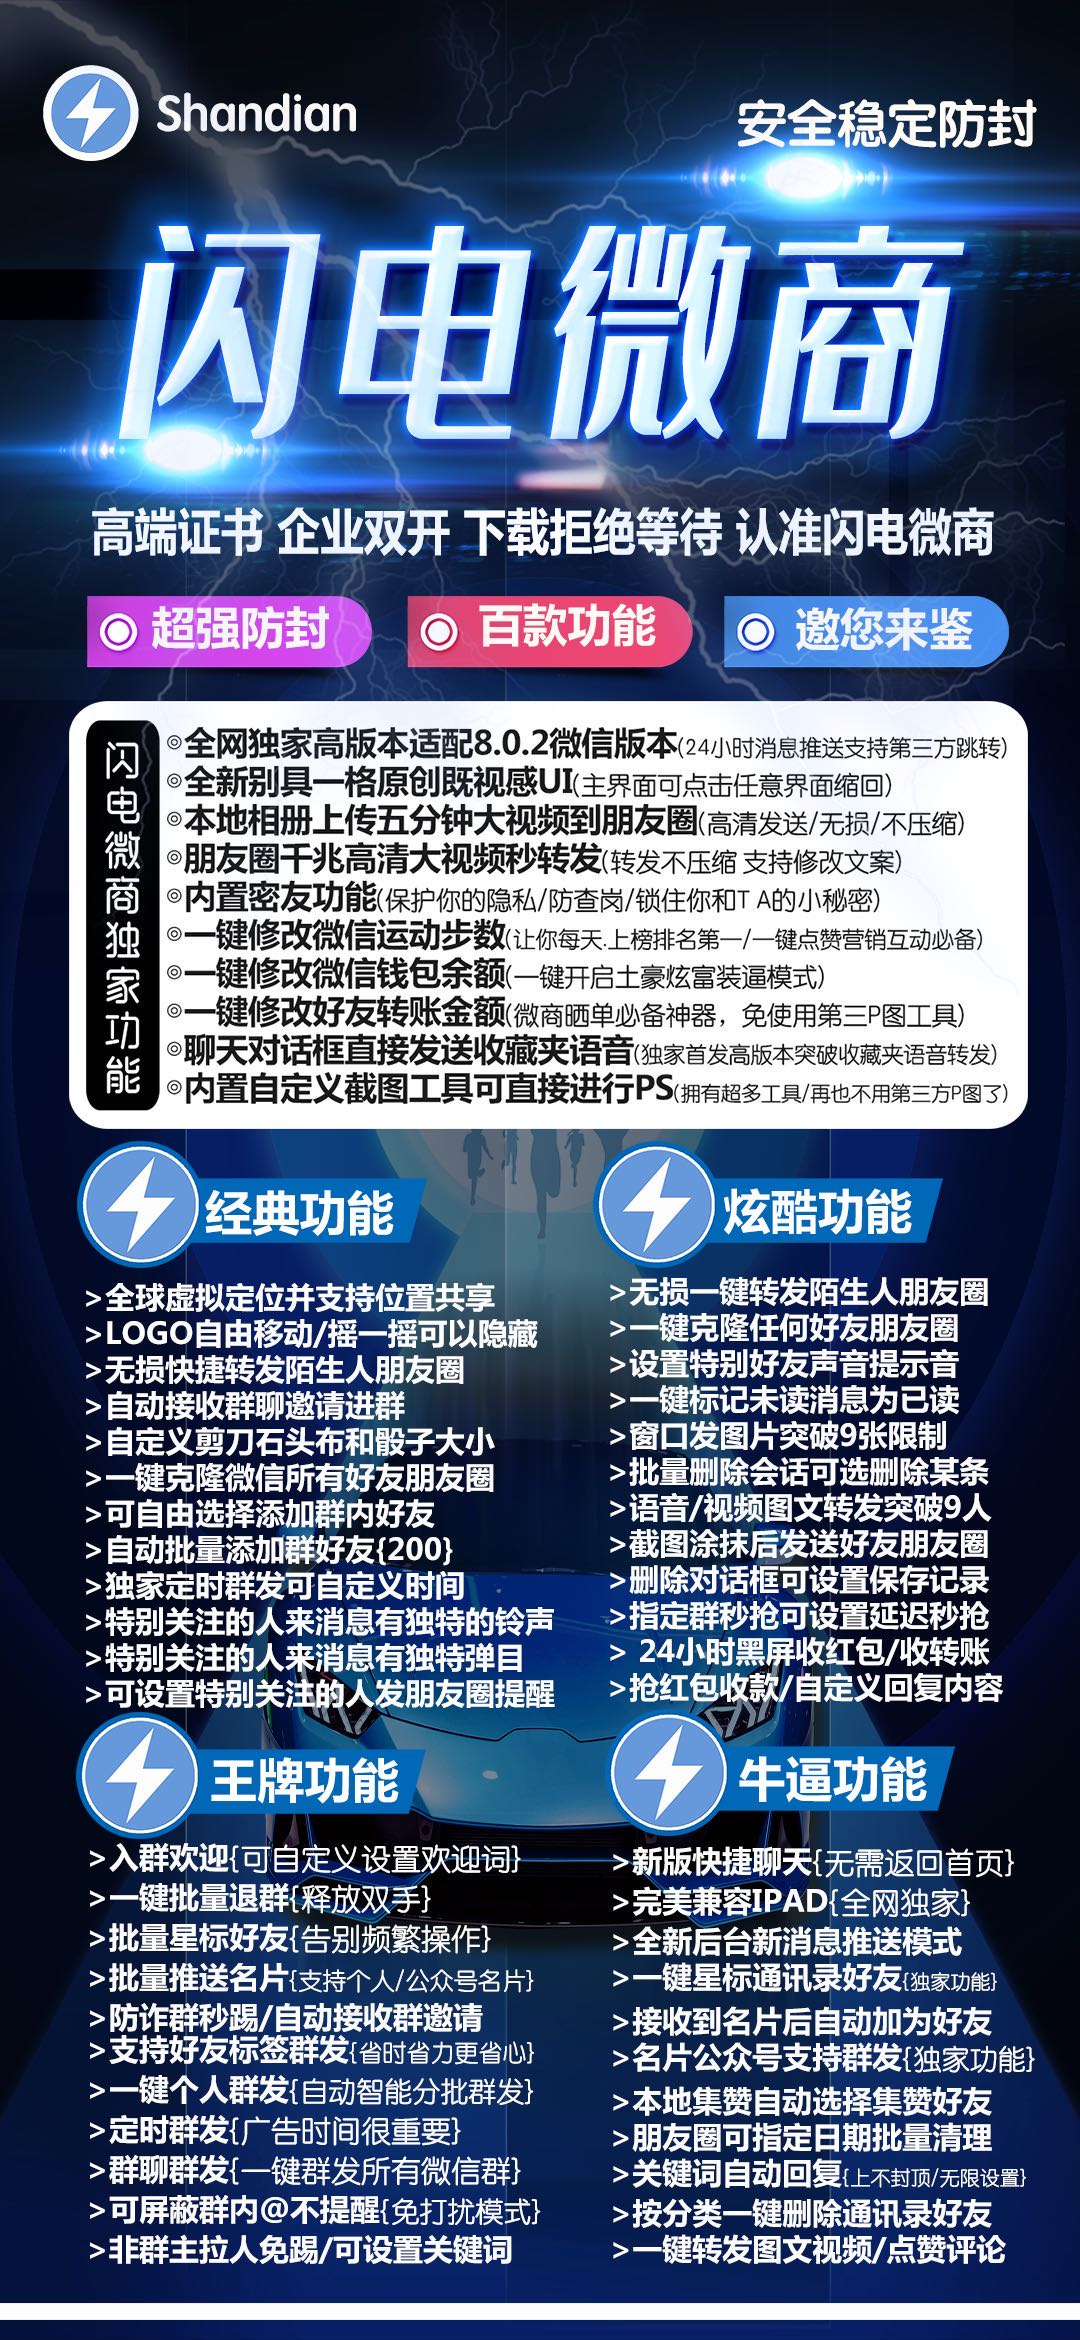 Shandian
安全稳定防封
闪电微商
高端证书 企业双开 下载拒绝等待 认准闪电微商
超强防封
百款功能
邀您来鉴
闪电微商独家功能
◎全网独家高版本适配8.0.2微信版本(24小时消息推送支持第三方跳转)
◎全新别具一格原创既视感UI(主界面可点击任意界面缩回)
◎本地相册上传五分钟大视频到朋友圈(高清发送/无损/不压缩)
◎朋友圈千兆高清大视频秒转发(转发不压缩 支持修改文案)
◎内置密友功能(保护你的隐私/防查岗/锁住你和T A的小秘密)
◎一键修改微信运动步数(让你每天.上榜排名第一/一键点赞营销互动必备)
◎一键修改微信钱包余额(一键开启土豪炫富装逼模式)
◎一键修改好友转账金额(微商晒单必备神器，免使用第三P图工具)
◎聊天对话框直接发送收藏夹语音(独家首发高版本突破收藏夹语音转发)
◎内置自定义截图工具可直接进行PS(拥有超多工具/再也不用第三方P图了)
经典功能
>全球虚拟定位并支持位置共享
>LOGO自由移动/摇一摇可以隐藏
>无损快捷转发陌生人朋友圈
>自动接收群聊邀请进群
>自定义剪刀石头布和骰子大小
>一键克隆微信所有好友朋友圈
>可自由选择添加群内好友
>自动批量添加群好友{200}
>独家定时群发可自定义时间
>特别关注的人来消息有独特的铃声
>特别关注的人来消息有独特弹目
>可设置特别关注的人发朋友圈提醒
炫酷功能
>无损一键转发陌生人朋友圈
>一键克隆任何好友朋友圈
>设置特别好友声音提示音
>一键标记未读消息为已读
>窗口发图片突破9张限制
>批量删除会话可选删除某条
>语音/视频图文转发突破9人
>截图涂抹后发送好友朋友圈
>删除对话框可设置保存记录
>指定群秒抢可设置延迟秒抢
> 24小时黑屏收红包/收转账
>抢红包收款/自定义回复内容
王牌功能
>入群欢迎{可自定义设置欢迎词}
>一键批量退群{释放双手}
>批量星标好友{告别频繁操作}
>批量推送名片{支持个人/公众号名片}
>防诈群秒踢/自动接收群邀请
>支持好友标签群发{省时省力更省心}
>一键个人群发{自动智能分批群发}
>定时群发{广告时间很重要}
>群聊群发{一键群发所有微信群}
>可屏蔽群内@不提醒{免打扰模式}
>非群主拉人免踢/可设置关键词
牛逼功能
>新版快捷聊天{无需返回首页}
>完美兼容IPAD{全网独家}
>全新后台新消息推送模式
>一键星标通讯录好友{独家功能}
>接收到名片后自动加为好友
>名片公众号支持群发{独家功能}
>本地集赞自动选择集赞好友
>朋友圈可指定日期批量清理
>关键词自动回复{上不封顶/无限设置}
>按分类一键删除通讯录好友
>一键转发图文视频/点赞评论